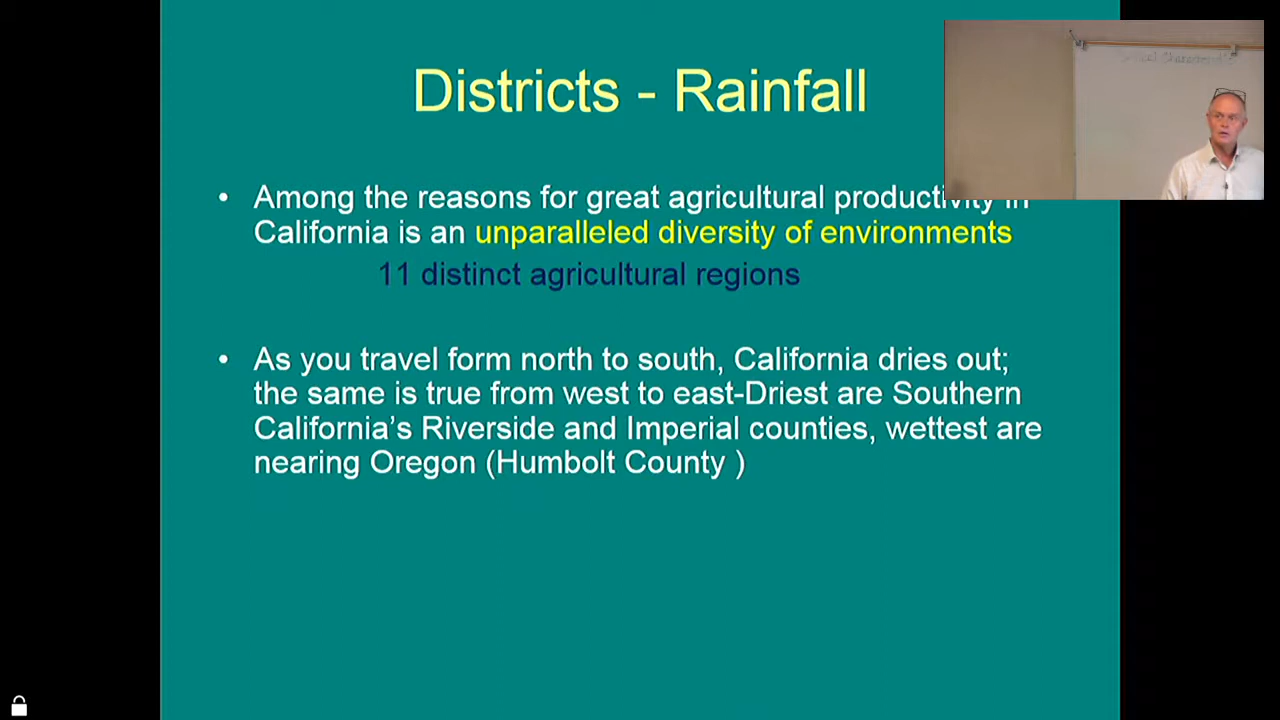 Districts - Rainfall
• Among the reasons for great agricultural productivity in
California is an unparalleled diversity of environments
11 distinct agricultural regions
• As you travel form north to south, California dries out;
the same is true from west to east-Driest are Southern
California's Riverside and Imperial counties, wettest are
nearing Oregon (Humbolt County )